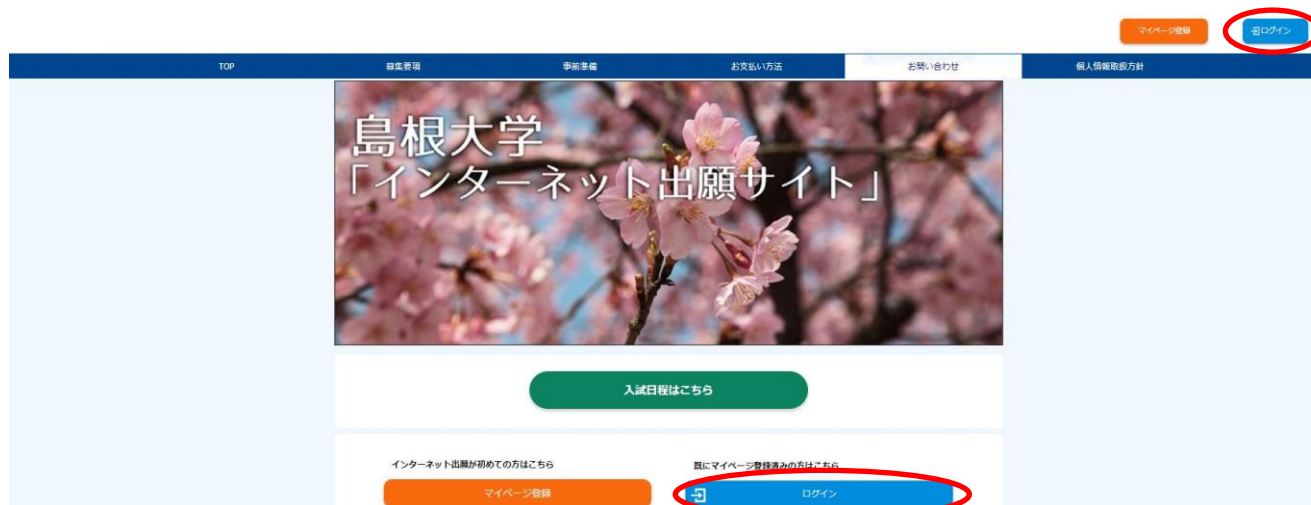 マイページ登録
ログイン
TOP
募集要項
事前準備
お支払い方法
お問い合わせ
個人情報取扱方針
島根大学
「インターネット出願サイト」
入試日程はこちら
インターネット出願が初めての方はこちら
マイページ登録
既にマイページ登録済みの方はこちら
ログイン